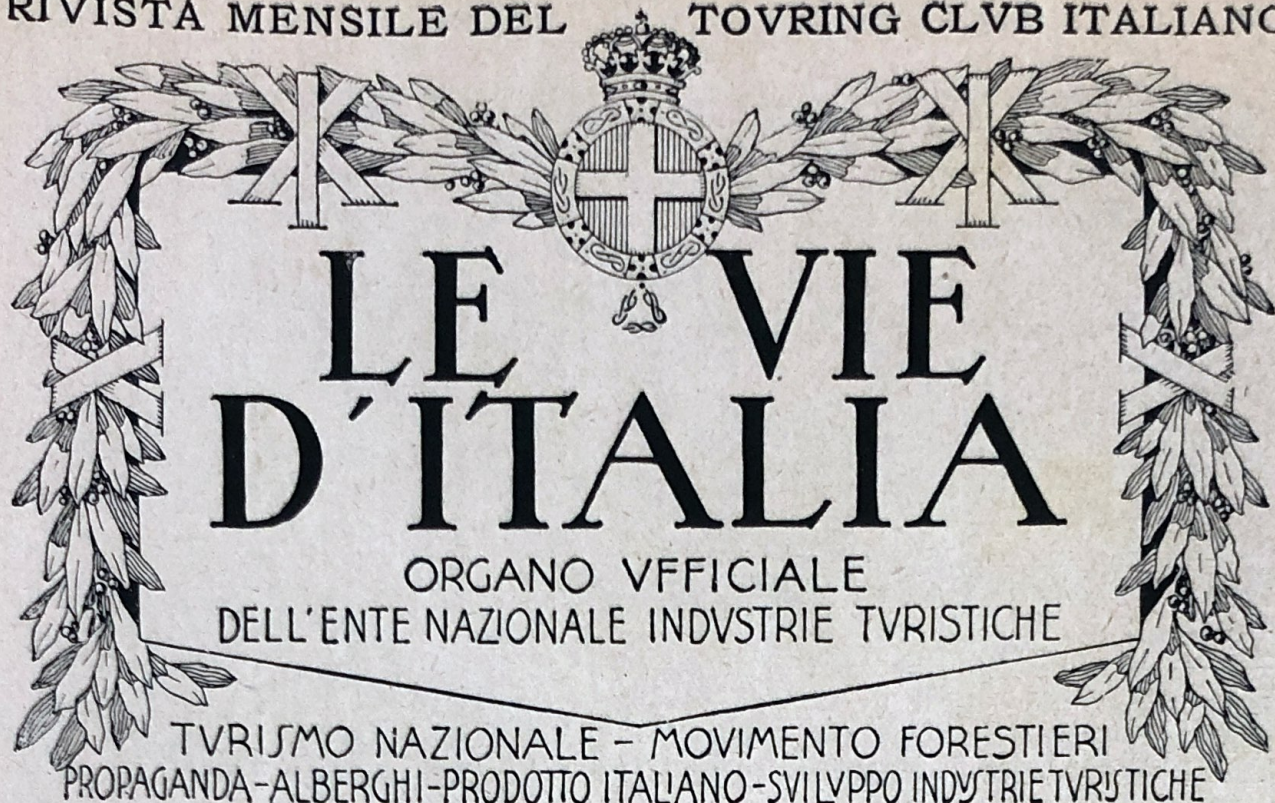 RIVISTA MENSILE DEL TOVRING CLVB ITALIANO
LE VIE
D'ITALIA
ORGANO VFFICIALE
DELL'ENTE NAZIONALE INDVSTRIE TVRISTICHE
TVRISMO NAZIONALE – MOVIMENTO FORESTIERI
PROPAGANDA-ALBERGHI-PRODOTTO ITALIANO-SVILVPPO INDVSTRIE TVRISTICHE